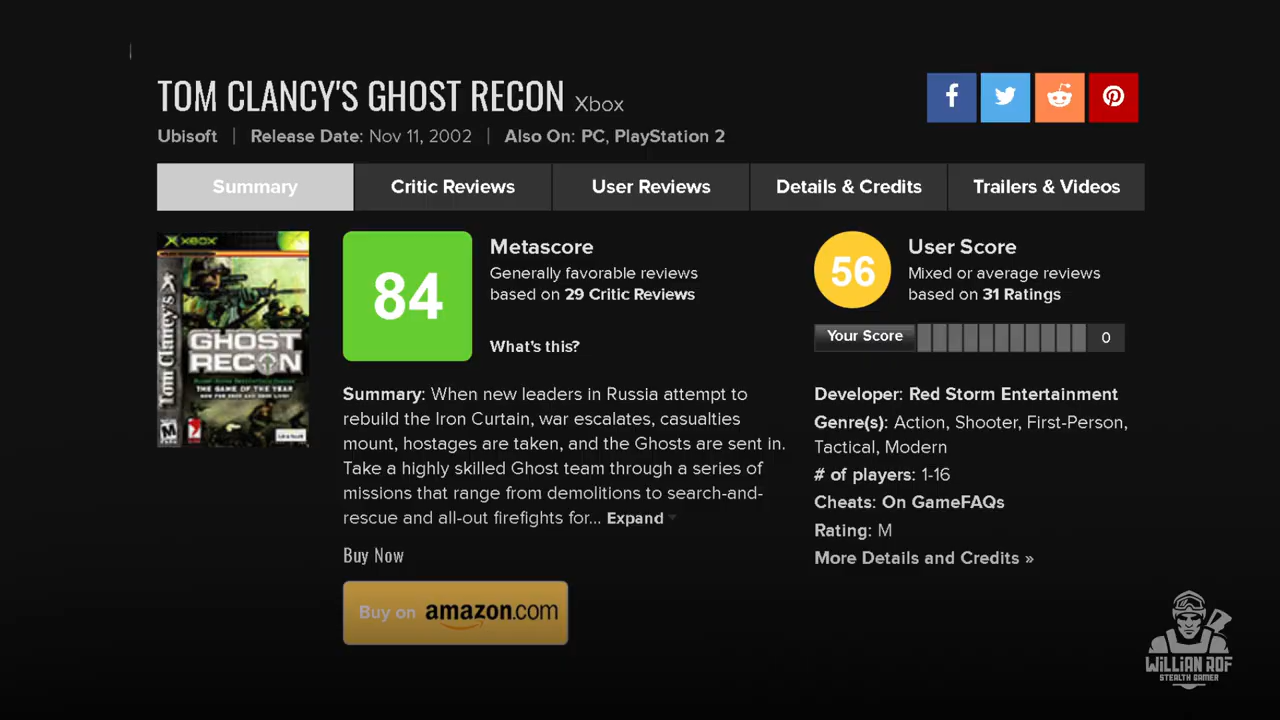 TOM CLANCY'S GHOST RECON Xbox
Ubisoft | Release Date: Nov 11, 2002 | Also On: PC, PlayStation 2
Summary
Critic Reviews
User Reviews
Details & Credits
Trailers & Videos
XBOX
Tom Clancy's
GHOST
RECON
THE GAME OF THE YEAR
M
84
Metascore
Generally favorable reviews
based on 29 Critic Reviews
What's this?
Summary: When new leaders in Russia attempt to
rebuild the Iron Curtain, war escalates, casualties
mount, hostages are taken, and the Ghosts are sent in.
Take a highly skilled Ghost team through a series of
missions that range from demolitions to search-and-
rescue and all-out firefights for... Expand
Buy Now
Buy on amazon.com
56
User Score
Mixed or average reviews
based on 31 Ratings
Your Score
0
Developer: Red Storm Entertainment
Genre(s): Action, Shooter, First-Person,
Tactical, Modern
# of players: 1-16
Cheats: On GameFAQs
Rating: M
More Details and Credits »
WILLIAN ROF
STEALTH GAMER